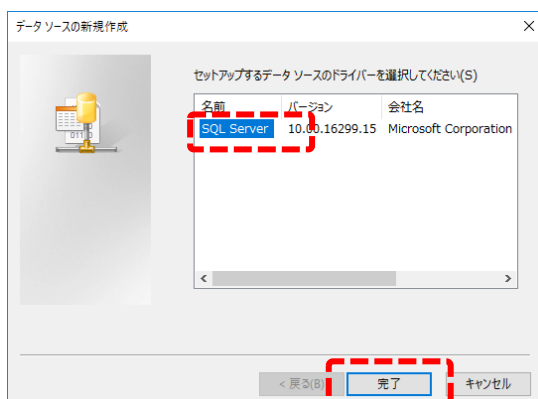 データ ソースの新規作成
セットアップするデータ ソースのドライバーを選択してください(S)
名前 バージョン 会社名
SQL Server 10.00.16299.15 Microsoft Corporation
< 戻る(B) 完了 キャンセル